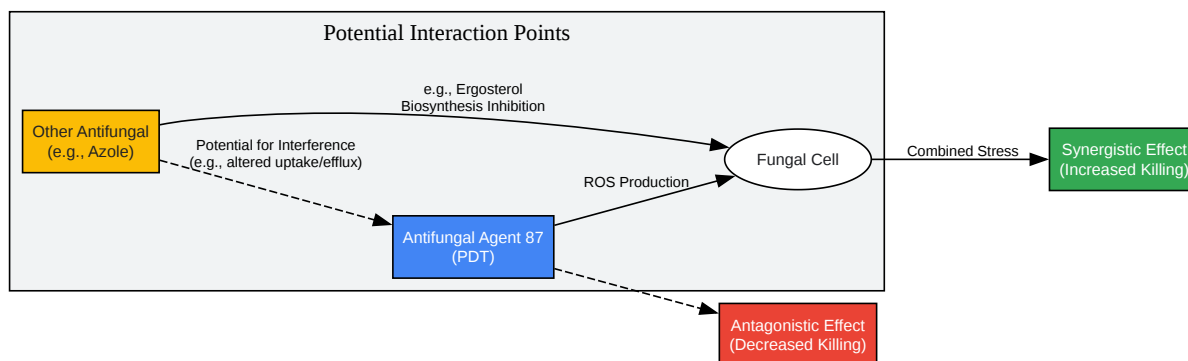 Potential Interaction Points
e.g., Ergosterol
Biosynthesis Inhibition
Other Antifungal
(e.g., Azole)
Potential for Interference
(e.g., altered uptake/efflux)
Fungal Cell
Combined Stress
Synergistic Effect
(Increased Killing)
ROS Production
Antifungal Agent 87
(PDT)
Antagonistic Effect
(Decreased Killing)